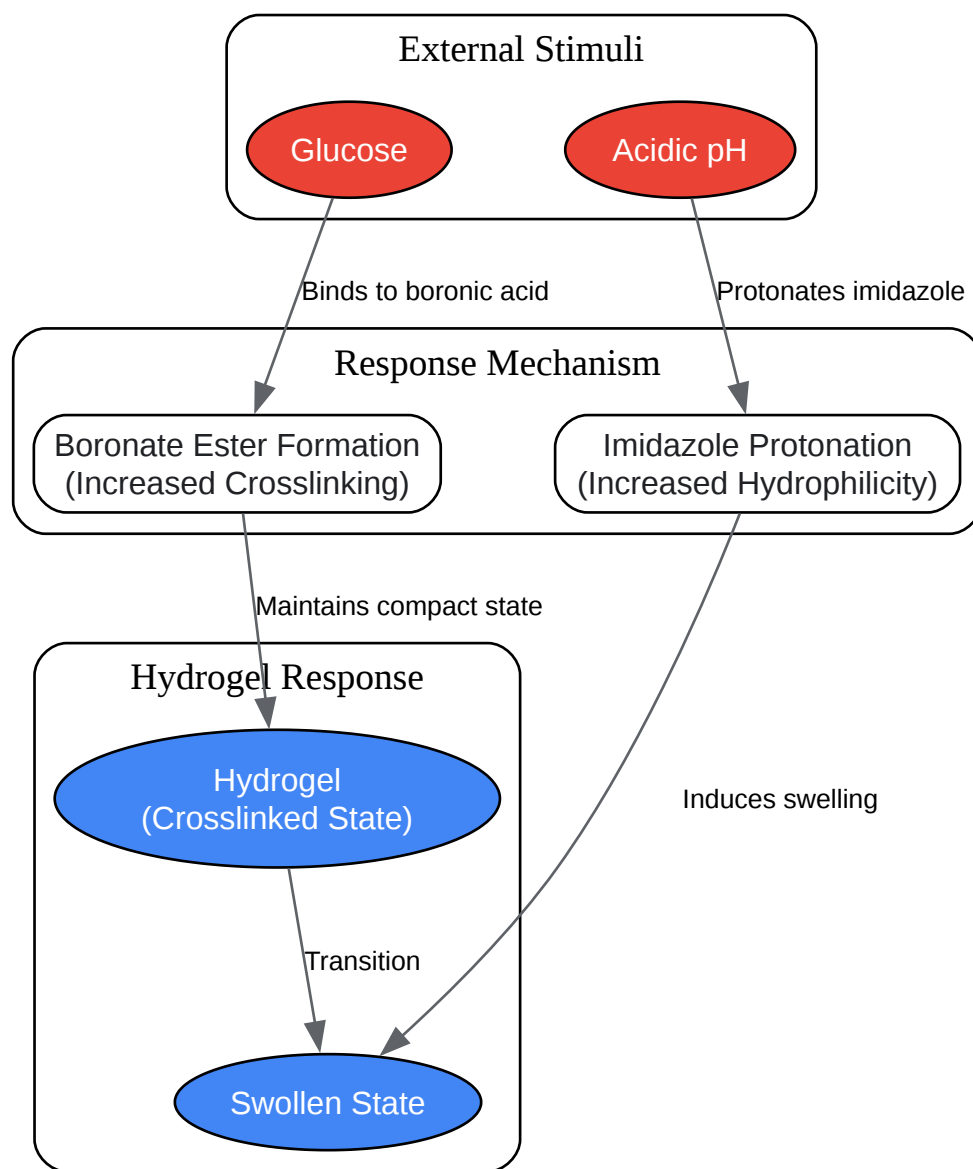 External Stimuli
Glucose
Acidic pH
Binds to boronic acid
Protonates imidazole
Response Mechanism
Boronate Ester Formation
(Increased Crosslinking)
Imidazole Protonation
(Increased Hydrophilicity)
Maintains compact state
Hydrogel Response
Hydrogel
(Crosslinked State)
Induces swelling
Transition
Swollen State